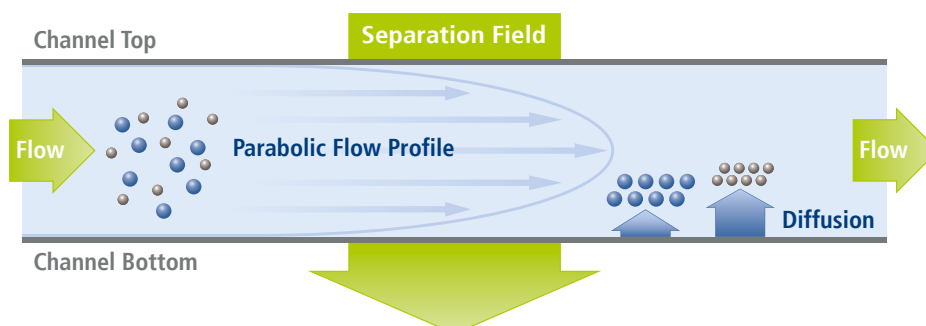 Channel Top
Separation Field
Flow
Parabolic Flow Profile
Flow
Diffusion
Channel Bottom